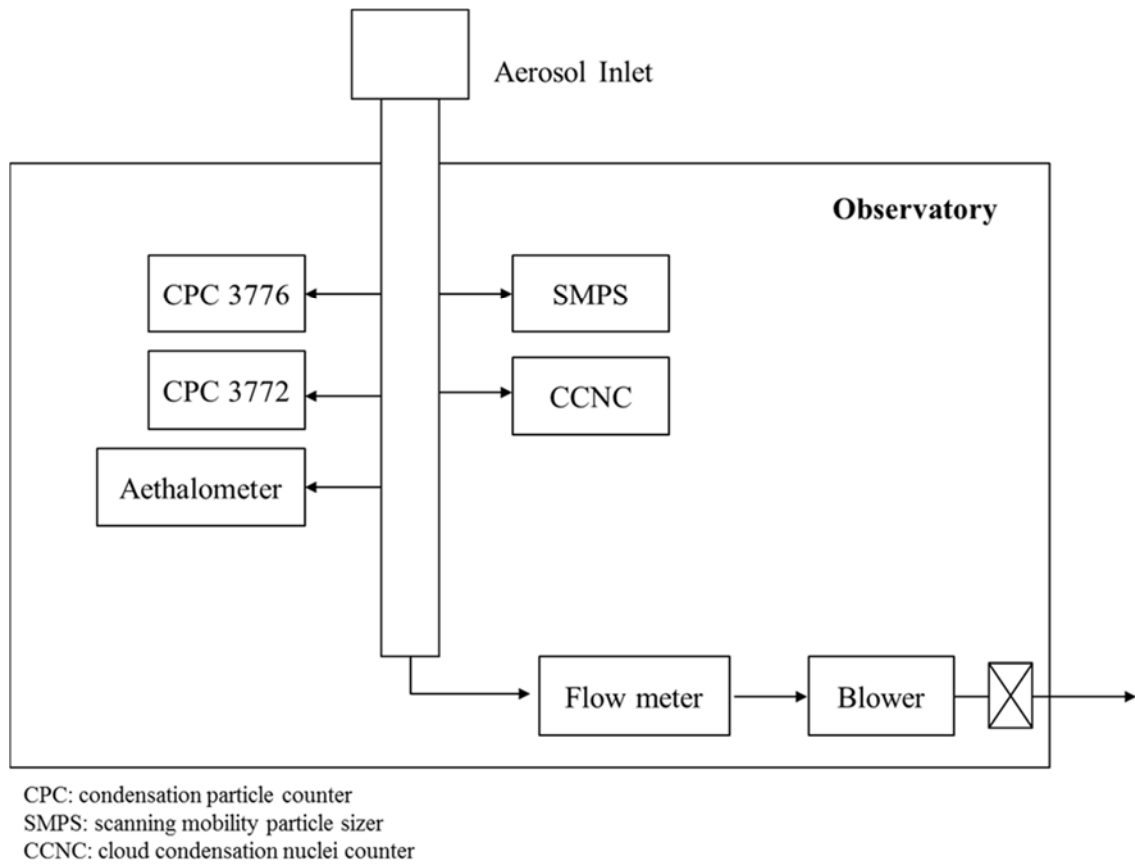 Aerosol Inlet
Observatory
CPC 3776
SMPS
CPC 3772
CCNC
Aethalometer
Flow meter
Blower
CPC: condensation particle counter
SMPS: scanning mobility particle sizer
CCNC: cloud condensation nuclei counter